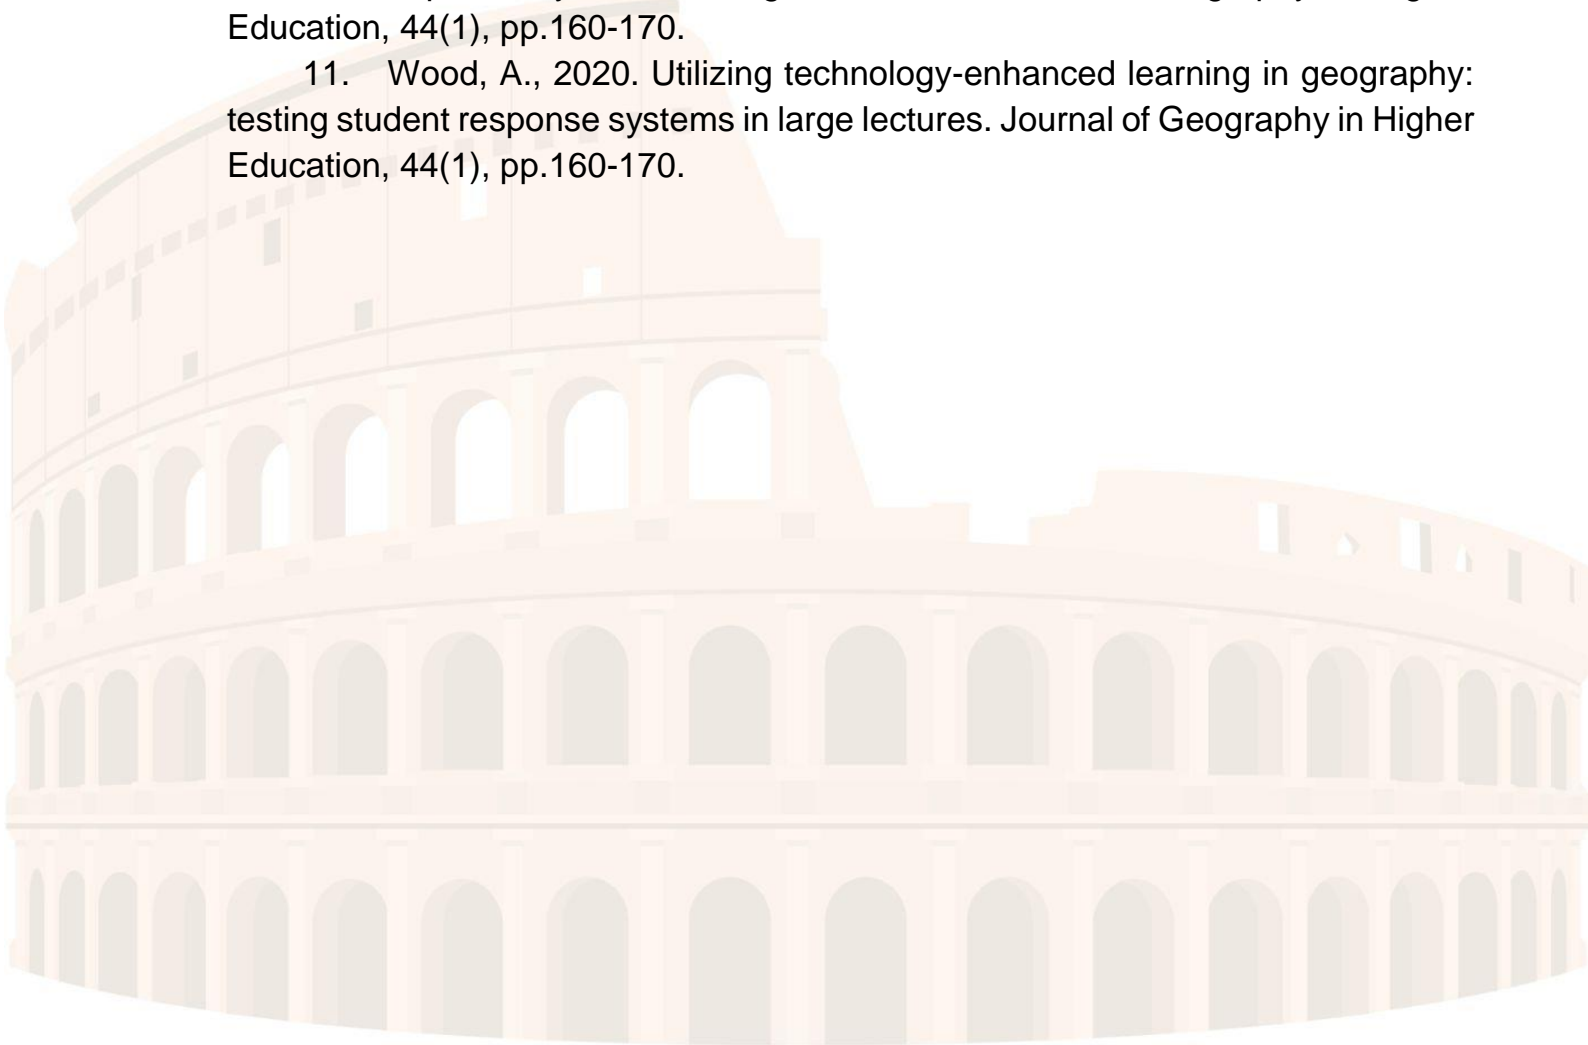 Education, 44(1), pp.160-170.
11. Wood, A., 2020. Utilizing technology-enhanced learning in geography:
testing student response systems in large lectures. Journal of Geography in Higher
Education, 44(1), pp.160-170.